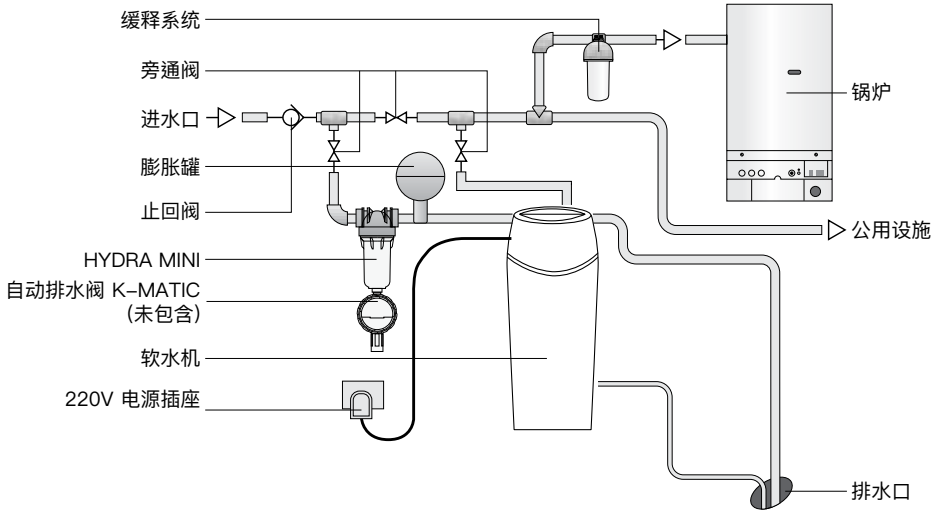 缓释系统
旁通阀
进水口
膨胀罐
止回阀
HYDRA MINI
自动排水阀 K-MATIC
(未包含)
软水机
220V 电源插座
锅炉
公用设施
排水口